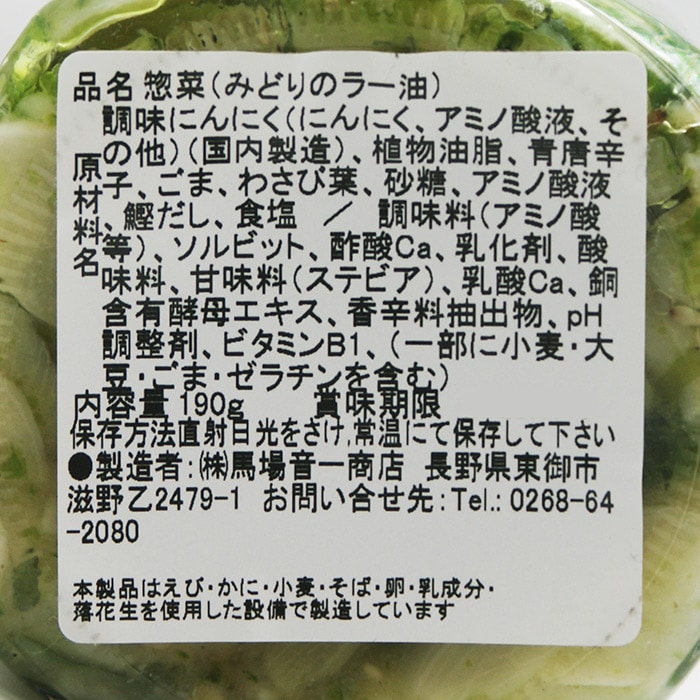 品名 惣菜(みどりのラー油)
調味にんにく(にんにく、アミノ酸液、そ
の他)(国内製造)、植物油脂、青唐辛
子、ごま、わさび葉、砂糖、アミノ酸液
、鰹だし、食塩 / 調味料(アミノ酸
等)、ソルビット、酢酸Ca、乳化剤、酸
味料、甘味料(ステビア)、乳酸Ca、銅
含有酵母エキス、香辛料抽出物、pH
調整剤、ビタミンB1、(一部に小麦・大
豆・ごま・ゼラチンを含む)
原材料名
内容量 190g 賞味期限
保存方法直射日光をさけ,常温にて保存して下さい
●製造者:㈱馬場音一商店 長野県東御市
滋野乙2479-1 お問い合せ先:Tel.: 0268-64
-2080
本製品はえび・かに・小麦・そば・卵・乳成分・
落花生を使用した設備で製造しています